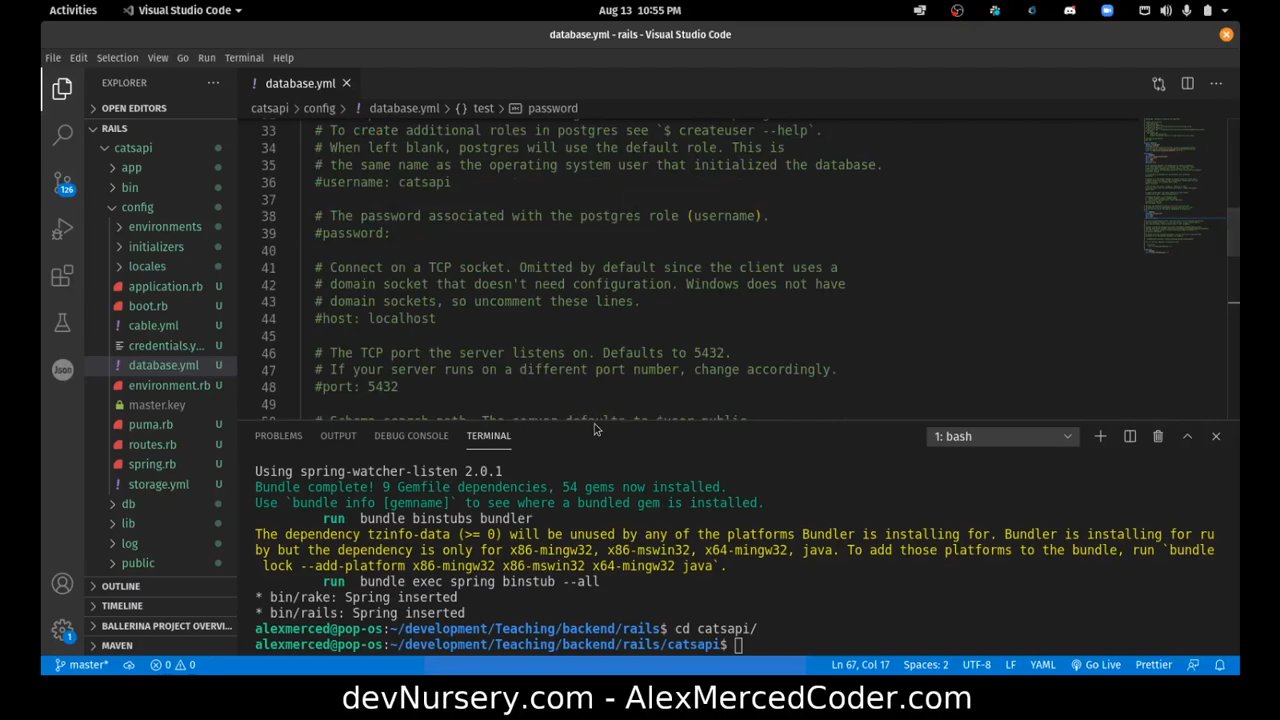 Activities
Visual Studio Code
Aug 13 10:55 PM
database.yml - rails - Visual Studio Code
File Edit Selection View Go Run Terminal Help
EXPLORER
OPEN EDITORS
RAILS
catsapi
app
bin
config
environments
initializers
locales
application.rb U
boot.rb U
cable.yml U
credentials.y... U
database.yml U
environment.rb U
master.key
puma.rb U
routes.rb U
spring.rb U
storage.yml U
db
lib
log
public
OUTLINE
TIMELINE
BALLERINA PROJECT OVERVI...
MAVEN
126
Json
1
! database.yml
catsapi > config > ! database.yml > {} test > password
33 # To create additional roles in postgres see `$ createuser --help`.
34 # When left blank, postgres will use the default role. This is
35 # the same name as the operating system user that initialized the database.
36 #username: catsapi
37
38 # The password associated with the postgres role (username).
39 #password:
40
41 # Connect on a TCP socket. Omitted by default since the client uses a
42 # domain socket that doesn't need configuration. Windows does not have
43 # domain sockets, so uncomment these lines.
44 #host: localhost
45
46 # The TCP port the server listens on. Defaults to 5432.
47 # If your server runs on a different port number, change accordingly.
48 #port: 5432
49
PROBLEMS OUTPUT DEBUG CONSOLE TERMINAL
1: bash
Using spring-watcher-listen 2.0.1
Bundle complete! 9 Gemfile dependencies, 54 gems now installed.
Use `bundle info [gemname]` to see where a bundled gem is installed.
run bundle binstubs bundler
The dependency tzinfo-data (>= 0) will be unused by any of the platforms Bundler is installing for. Bundler is installing for ru
by but the dependency is only for x86-mingw32, x86-mswin32, x64-mingw32, java. To add those platforms to the bundle, run `bundle
lock --add-platform x86-mingw32 x86-mswin32 x64-mingw32 java`.
run bundle exec spring binstub --all
* bin/rake: Spring inserted
* bin/rails: Spring inserted
alexmerced@pop-os:~/development/Teaching/backend/rails$ cd catsapi/
alexmerced@pop-os:~/development/Teaching/backend/rails/catsapi$
master*
0 0
Ln 67, Col 17
Spaces: 2
UTF-8
LF
YAML
Go Live
Prettier
devNursery.com - AlexMercedCoder.com